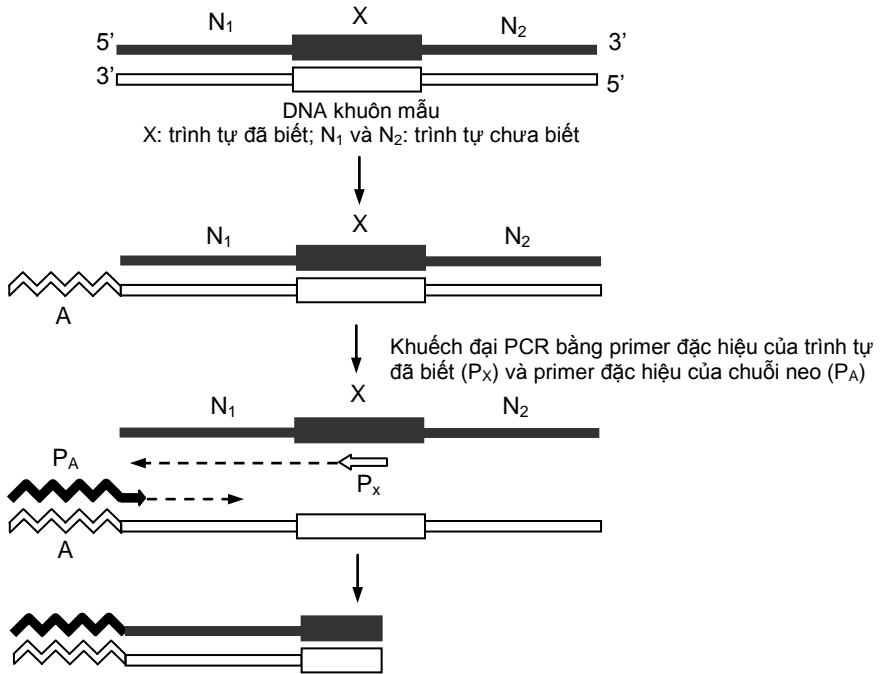 N₁ X N₂
5’ 3’
3’ 5’
DNA khuôn mẫu
X: trình tự đã biết; N₁ và N₂: trình tự chưa biết
X
N₁ N₂
A
Khuếch đại PCR bằng primer đặc hiệu của trình tự
đã biết (Pₓ) và primer đặc hiệu của chuỗi neo (P_A)
X
N₁ N₂
P_A
Pₓ
A